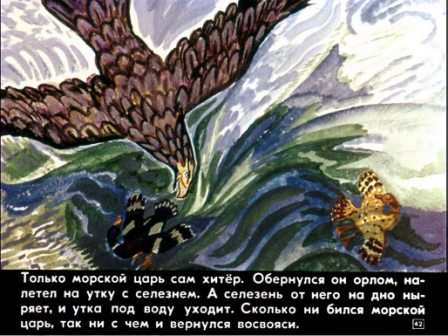 Только морской царь сам хитёр. Обернулся он орлом, на-
летел на утку с селезнем. А селезень от него на дно ны-
ряет, и утка под воду уходит. Сколько ни бился морской
царь, так ни с чем и вернулся восвояси.
42